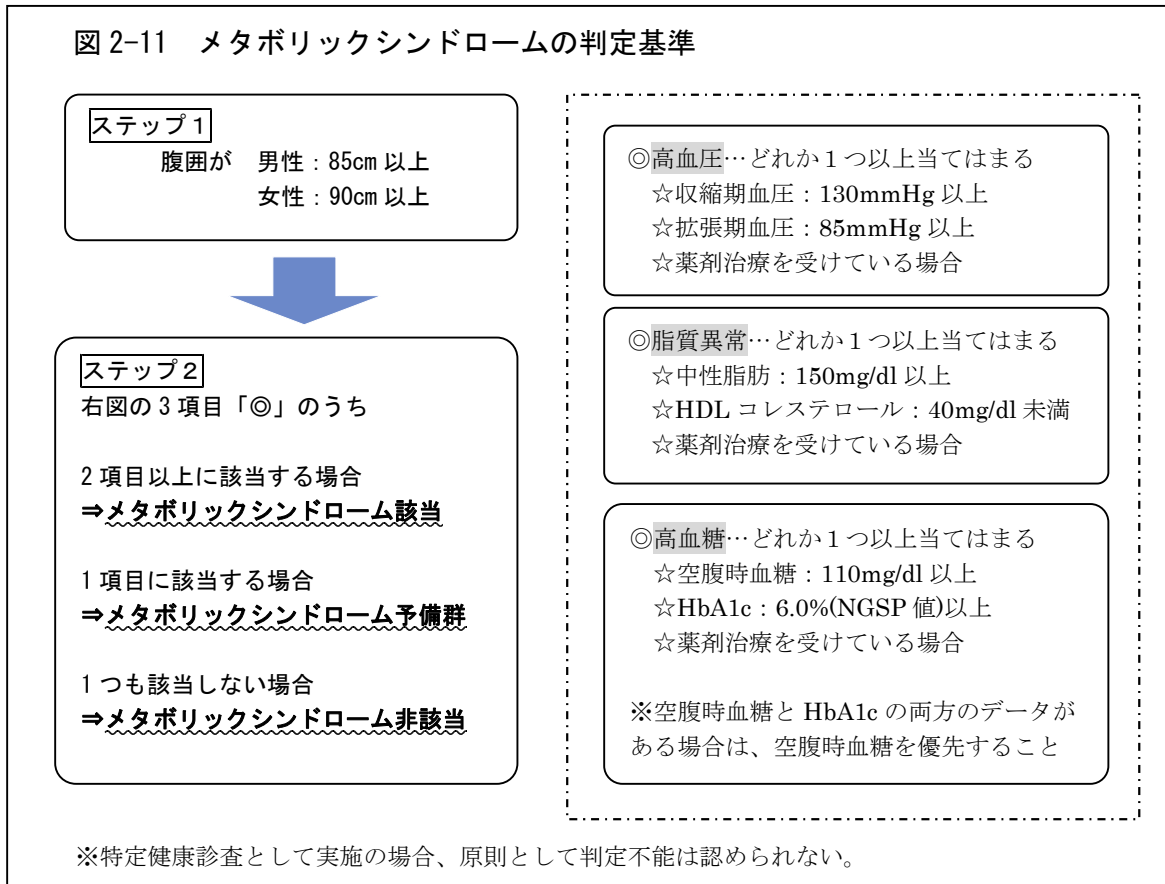 図 2-11　メタボリックシンドロームの判定基準
ステップ１
腹囲が　男性：85cm 以上
女性：90cm 以上
ステップ２
右図の 3 項目「◎」のうち
2 項目以上に該当する場合
⇒メタボリックシンドローム該当
1 項目に該当する場合
⇒メタボリックシンドローム予備群
1 つも該当しない場合
⇒メタボリックシンドローム非該当
◎高血圧…どれか１つ以上当てはまる
☆収縮期血圧：130mmHg 以上
☆拡張期血圧：85mmHg 以上
☆薬剤治療を受けている場合
◎脂質異常…どれか１つ以上当てはまる
☆中性脂肪：150mg/dl 以上
☆HDL コレステロール：40mg/dl 未満
☆薬剤治療を受けている場合
◎高血糖…どれか１つ以上当てはまる
☆空腹時血糖：110mg/dl 以上
☆HbA1c：6.0%(NGSP 値)以上
☆薬剤治療を受けている場合
※空腹時血糖と HbA1c の両方のデータが
ある場合は、空腹時血糖を優先すること
※特定健康診査として実施の場合、原則として判定不能は認められない。